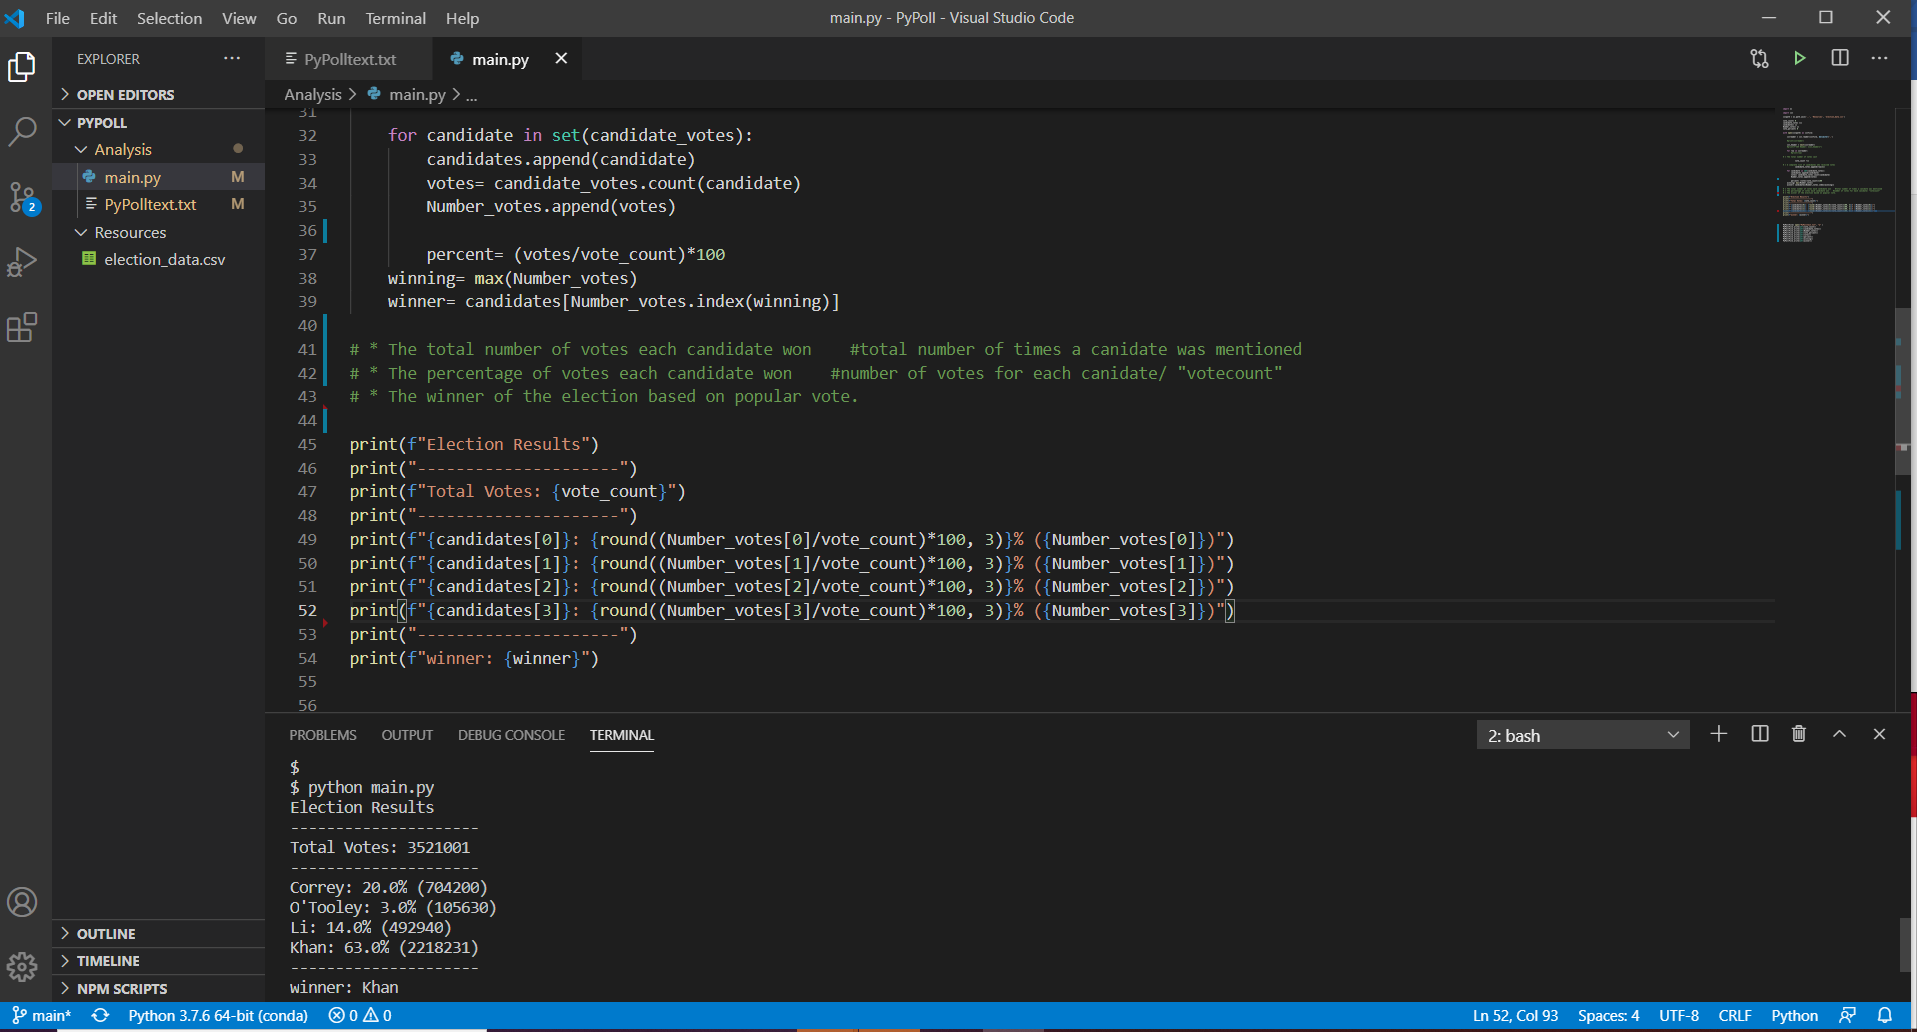 File Edit Selection View Go Run Terminal Help
main.py - PyPoll - Visual Studio Code
EXPLORER
OPEN EDITORS
PYPOLL
Analysis
main.py M
PyPolltext.txt M
Resources
election_data.csv
OUTLINE
TIMELINE
NPM SCRIPTS
2
PyPolltext.txt
main.py
Analysis > main.py > ...
31
32 for candidate in set(candidate_votes):
33 candidates.append(candidate)
34 votes= candidate_votes.count(candidate)
35 Number_votes.append(votes)
36
37 percent= (votes/vote_count)*100
38 winning= max(Number_votes)
39 winner= candidates[Number_votes.index(winning)]
40
41 # * The total number of votes each candidate won    #total number of times a canidate was mentioned
42 # * The percentage of votes each candidate won    #number of votes for each canidate/ "votecount"
43 # * The winner of the election based on popular vote.
44
45 print(f"Election Results")
46 print("---------------------")
47 print(f"Total Votes: {vote_count}")
48 print("---------------------")
49 print(f"{candidates[0]}: {round((Number_votes[0]/vote_count)*100, 3)}% ({Number_votes[0]})")
50 print(f"{candidates[1]}: {round((Number_votes[1]/vote_count)*100, 3)}% ({Number_votes[1]})")
51 print(f"{candidates[2]}: {round((Number_votes[2]/vote_count)*100, 3)}% ({Number_votes[2]})")
52 print(f"{candidates[3]}: {round((Number_votes[3]/vote_count)*100, 3)}% ({Number_votes[3]})")
53 print("---------------------")
54 print(f"winner: {winner}")
55
56
PROBLEMS OUTPUT DEBUG CONSOLE TERMINAL
2: bash
$
$ python main.py
Election Results
---------------------
Total Votes: 3521001
---------------------
Correy: 20.0% (704200)
O'Tooley: 3.0% (105630)
Li: 14.0% (492940)
Khan: 63.0% (2218231)
---------------------
winner: Khan
main* Python 3.7.6 64-bit (conda) 0 0
Ln 52, Col 93 Spaces: 4 UTF-8 CRLF Python